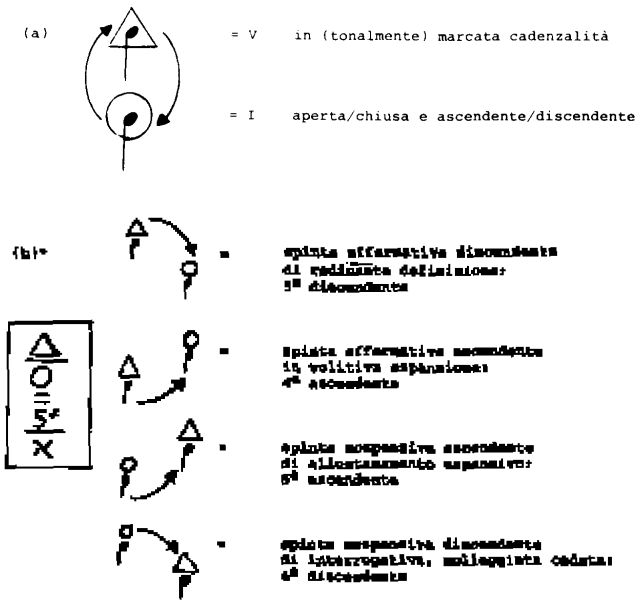 (a)
= V in (tonalmente) marcata cadenzalità
= I aperta/chiusa e ascendente/discendente
(b)
= spinta affermativa discendente
di definizione:
5ª discendente
= spinta affermativa ascendente
in volitiva espansione:
4ª ascendente
= spinta sospensiva ascendente
di allontanamento espansivo:
5ª ascendente
= spinta sospensiva discendente
di interrogativa, molleggiata caduta:
4ª discendente